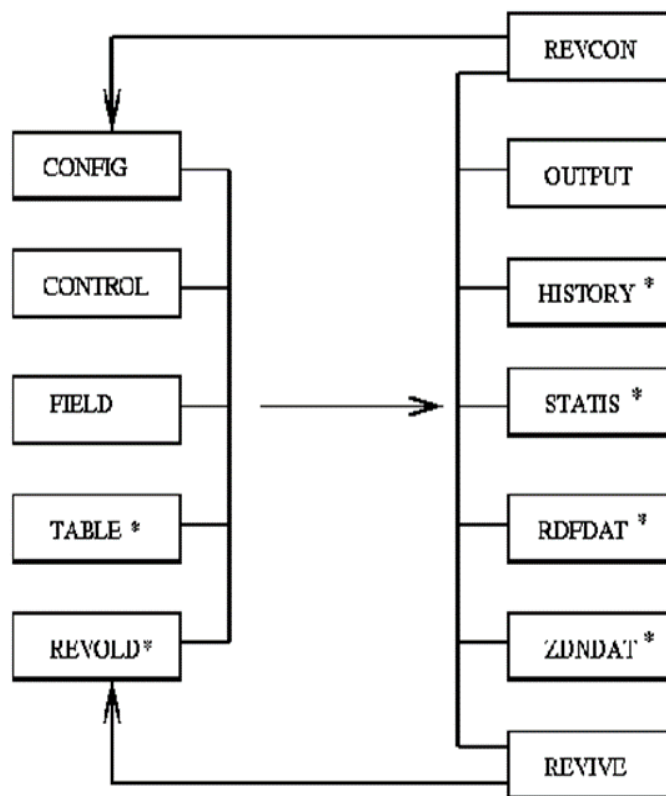 REVCON
CONFIG
OUTPUT
CONTROL
HISTORY *
FIELD
STATIS *
TABLE *
RDFDAT *
REVOLD*
ZDNDAT *
REVIVE